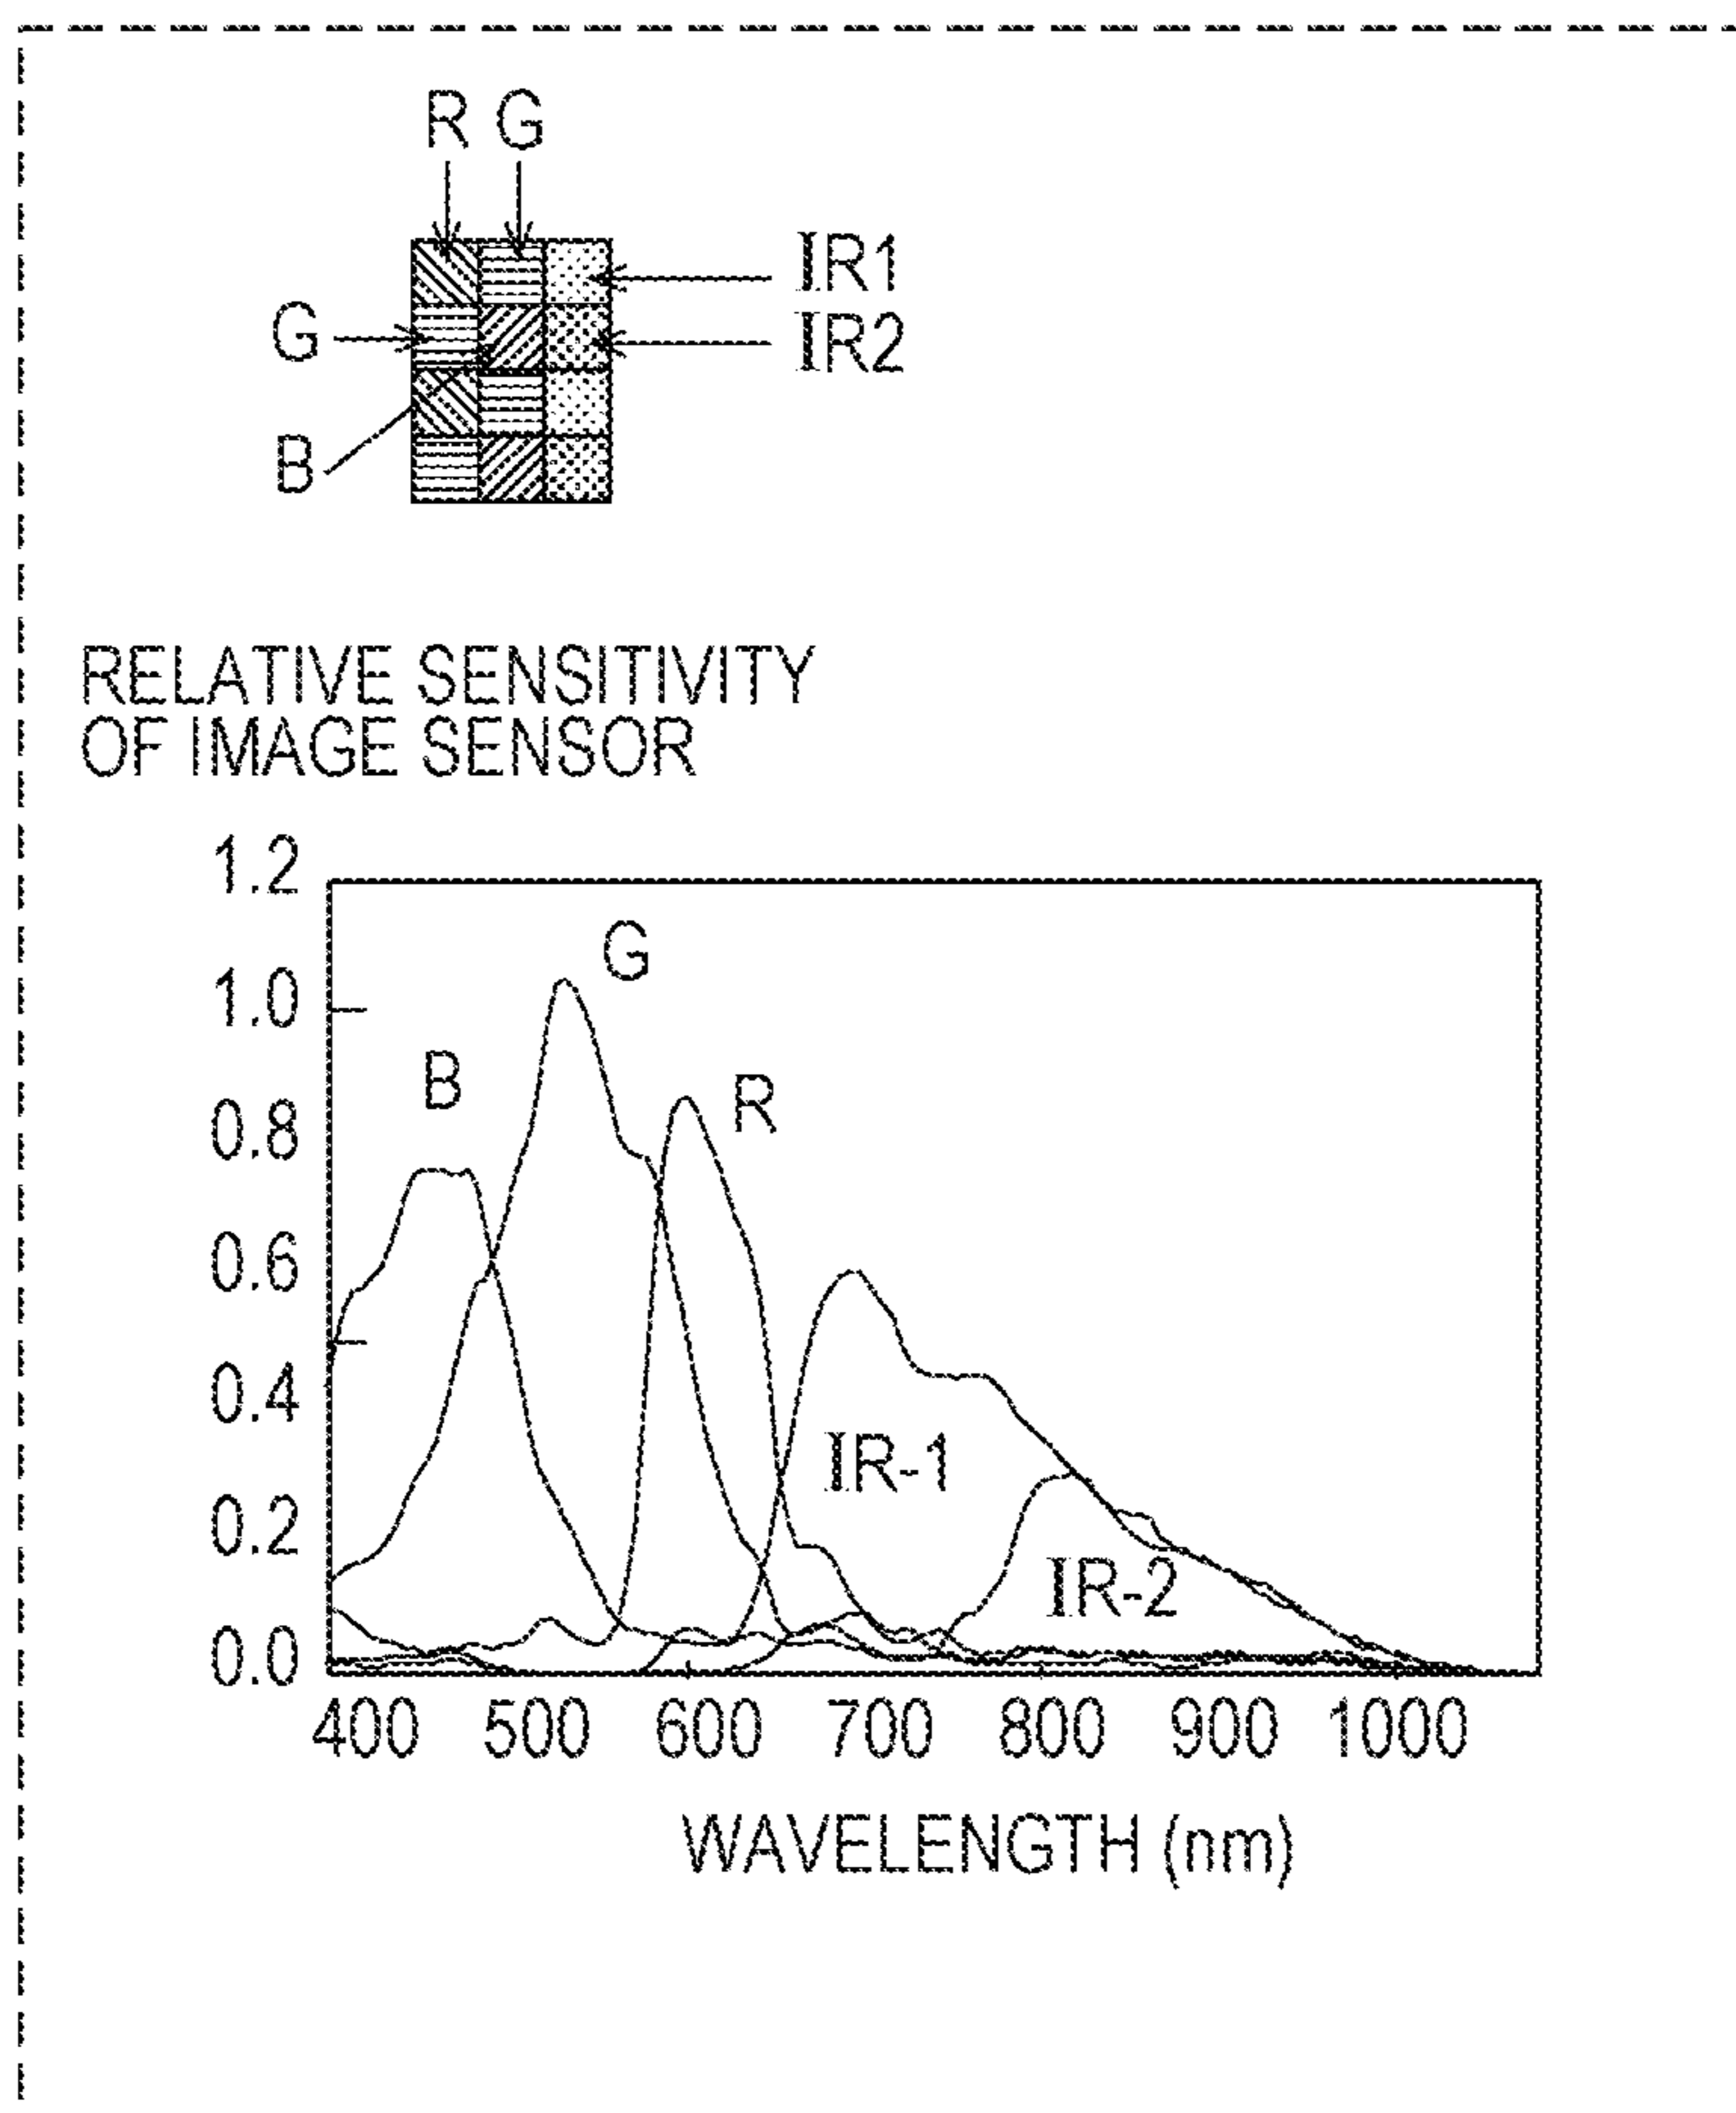 R G
IR1
G
IR2
B
RELATIVE SENSITIVITY
OF IMAGE SENSOR
1.2
G
1.0
B
R
0.8
0.6
0.4
IR-1
0.2
IR-2
0.0
400 500 600 700 800 900 1000
WAVELENGTH (nm)